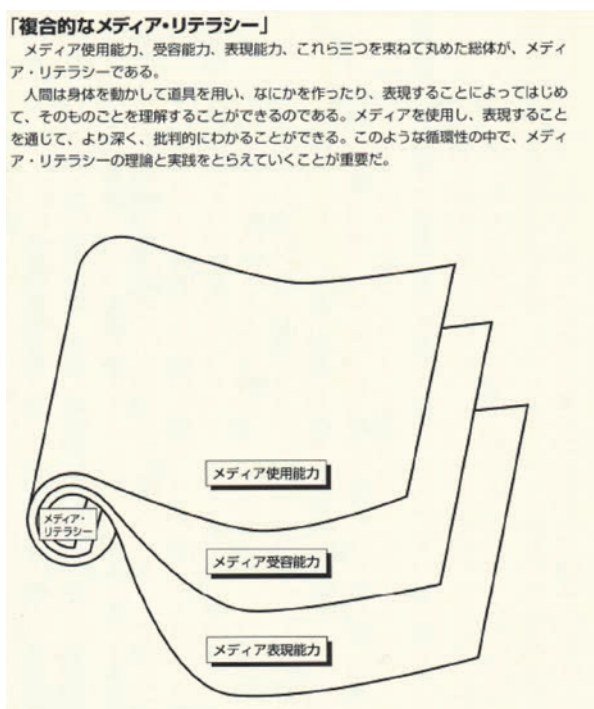 「複合的なメディア・リテラシー」
　メディア使用能力、受容能力、表現能力、これら三つを束ねて丸めた総体が、メディ
ア・リテラシーである。
　人間は身体を動かして道具を用い、なにかを作ったり、表現することによってはじめ
て、そのものごとを理解することができるのである。メディアを使用し、表現すること
を通じて、より深く、批判的にわかることができる。このような循環性の中で、メディ
ア・リテラシーの理論と実践をとらえていくことが重要だ。
メディア使用能力
メディア・
リテラシー
メディア受容能力
メディア表現能力